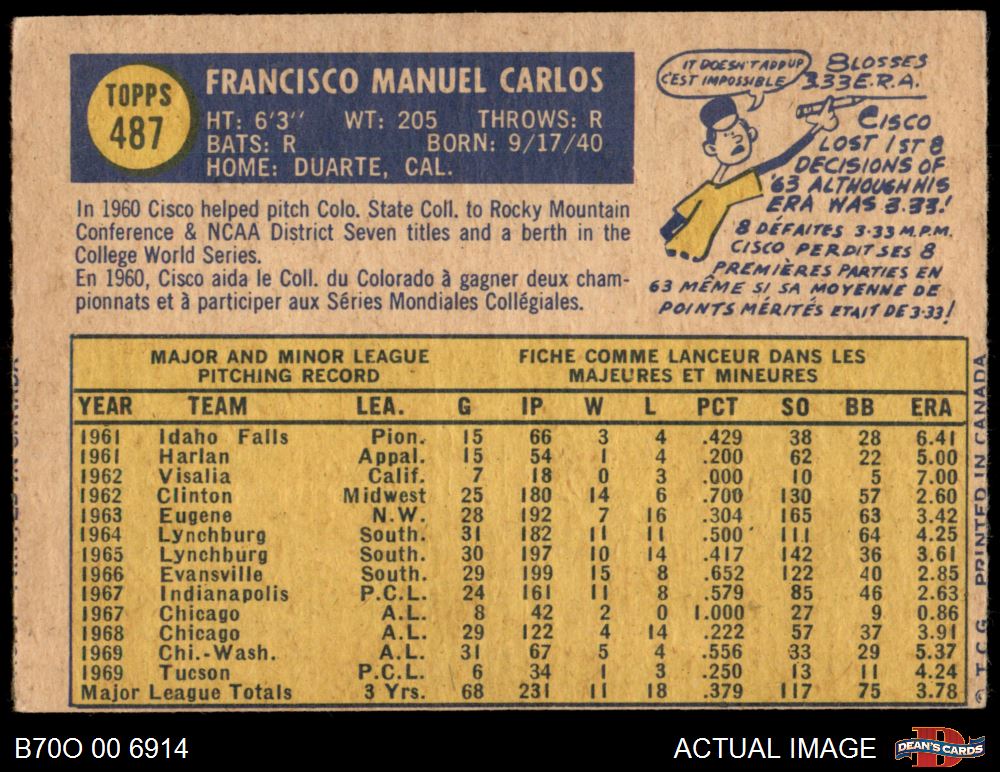 TOPPS
487
FRANCISCO MANUEL CARLOS
HT: 6'3'' WT: 205 THROWS: R
BATS: R BORN: 9/17/40
HOME: DUARTE, CAL.
In 1960 Cisco helped pitch Colo. State Coll. to Rocky Mountain
Conference & NCAA District Seven titles and a berth in the
College World Series.
En 1960, Cisco aida le Coll. du Colorado à gagner deux cham-
pionnats et à participer aux Séries Mondiales Collégiales.
IT DOESN'T ADD UP
C'EST IMPOSSIBLE
8 LOSSES
3.33 E.R.A.
CISCO
LOST 1ST 8
DECISIONS OF
'63 ALTHOUGH HIS
ERA WAS 3.33!
8 DÉFAITES 3.33 M.P.M.
CISCO PERDIT SES 8
PREMIÈRES PARTIES EN
63 MÊME SI SA MOYENNE DE
POINTS MÉRITÉS ETAIT DE 3.33!
MAJOR AND MINOR LEAGUE
PITCHING RECORD
FICHE COMME LANCEUR DANS LES
MAJEURES ET MINEURES
YEAR TEAM LEA. G IP W L PCT SO BB ERA
1961 Idaho Falls Pion. 15 66 3 4 .429 38 28 6.41
1961 Harlan Appal. 15 54 1 4 .200 62 22 5.00
1962 Visalia Calif. 7 18 0 3 .000 10 5 7.00
1962 Clinton Midwest 25 180 14 6 .700 130 57 2.60
1963 Eugene N.W. 28 192 7 16 .304 165 63 3.42
1964 Lynchburg South. 31 182 11 11 .500 111 64 4.25
1965 Lynchburg South. 30 197 10 14 .417 142 36 3.61
1966 Evansville South. 29 199 15 8 .652 122 40 2.85
1967 Indianapolis P.C.L. 24 161 11 8 .579 85 46 2.63
1967 Chicago A.L. 8 42 2 0 1.000 27 9 0.86
1968 Chicago A.L. 29 122 4 14 .222 57 37 3.91
1969 Chi.-Wash. A.L. 31 67 5 4 .556 33 29 5.37
1969 Tucson P.C.L. 6 34 1 3 .250 13 11 4.24
Major League Totals 3 Yrs. 68 231 11 18 .379 117 75 3.78
© T.C.G. PRINTED IN CANADA
B70O 00 6914
ACTUAL IMAGE
DEAN'S CARDS